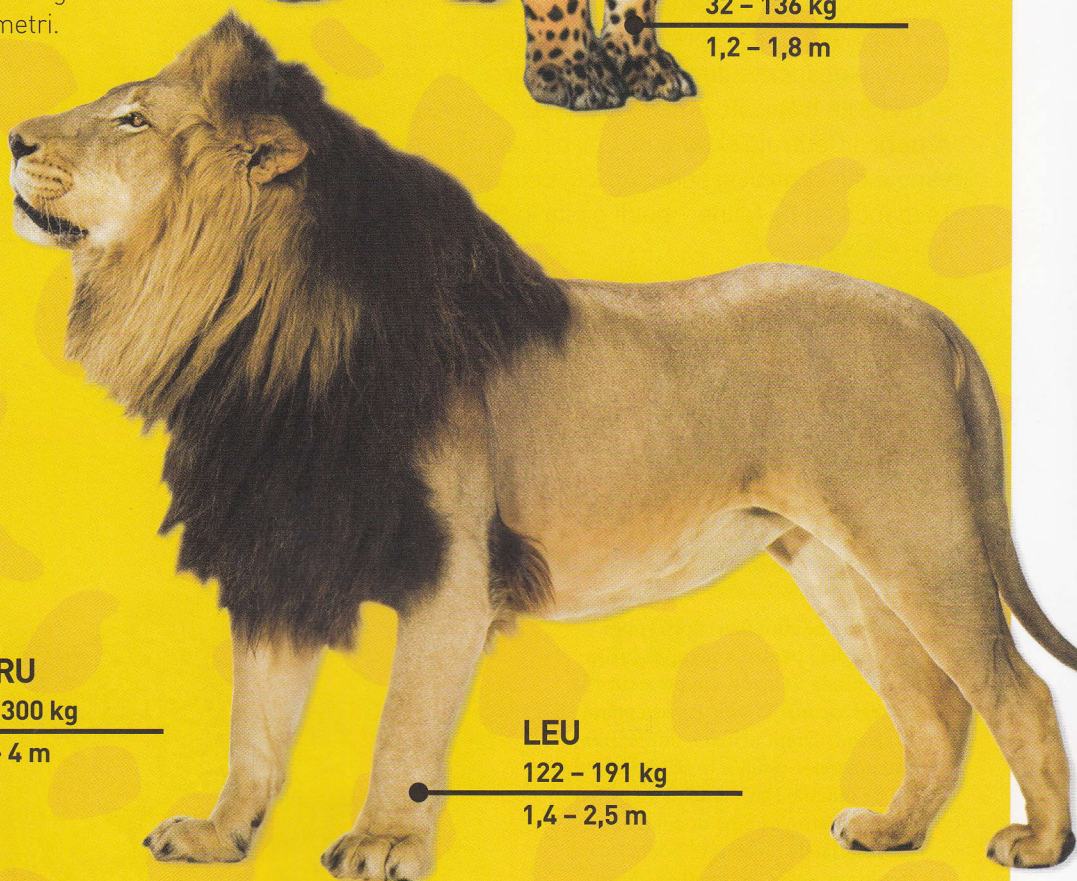 metri.
32 – 136 kg
1,2 – 1,8 m
RU
300 kg
4 m
LEU
122 – 191 kg
1,4 – 2,5 m